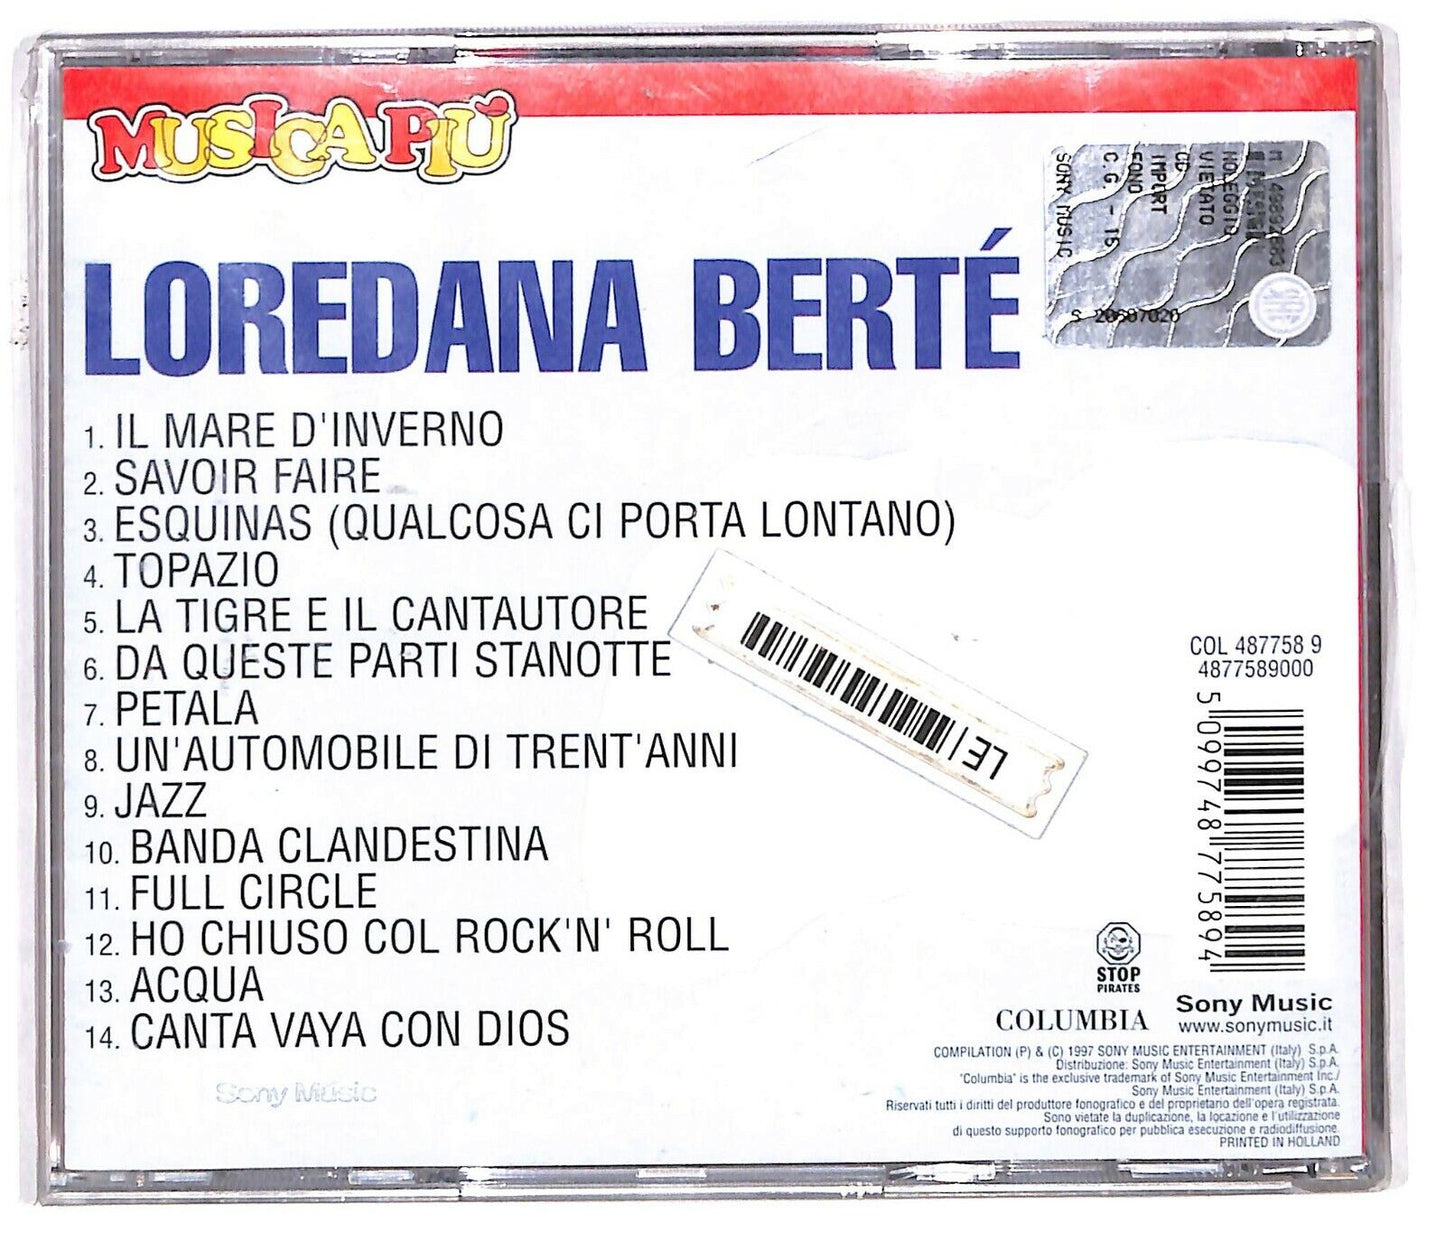 MUSICA PIÙ
LOREDANA BERTÉ
SONY MUSIC
C.G. - 15
FONO
IMPORT
CD
VIETATO
NOLEGGIO
S 20687020
1. IL MARE D'INVERNO
2. SAVOIR FAIRE
3. ESQUINAS (QUALCOSA CI PORTA LONTANO)
4. TOPAZIO
5. LA TIGRE E IL CANTAUTORE
6. DA QUESTE PARTI STANOTTE
7. PETALA
8. UN'AUTOMOBILE DI TRENT'ANNI
9. JAZZ
10. BANDA CLANDESTINA
11. FULL CIRCLE
12. HO CHIUSO COL ROCK'N' ROLL
13. ACQUA
14. CANTA VAYA CON DIOS
Sony Music
LE
COL 487758 9
4877589000
5 099748 775894
STOP
PIRATES
COLUMBIA
Sony Music
www.sonymusic.it
COMPILATION (P) & (C) 1997 SONY MUSIC ENTERTAINMENT (Italy) S.p.A.
Distribuzione: Sony Music Entertainment (Italy) S.p.A.
"Columbia" is the exclusive trademark of Sony Music Entertainment Inc./
Sony Music Entertainment (Italy) S.p.A.
Riservati tutti i diritti del produttore fonografico e del proprietario dell'opera registrata.
Sono vietate la duplicazione, la locazione e l'utilizzazione
di questo supporto fonografico per pubblica esecuzione e radiodiffusione.
PRINTED IN HOLLAND